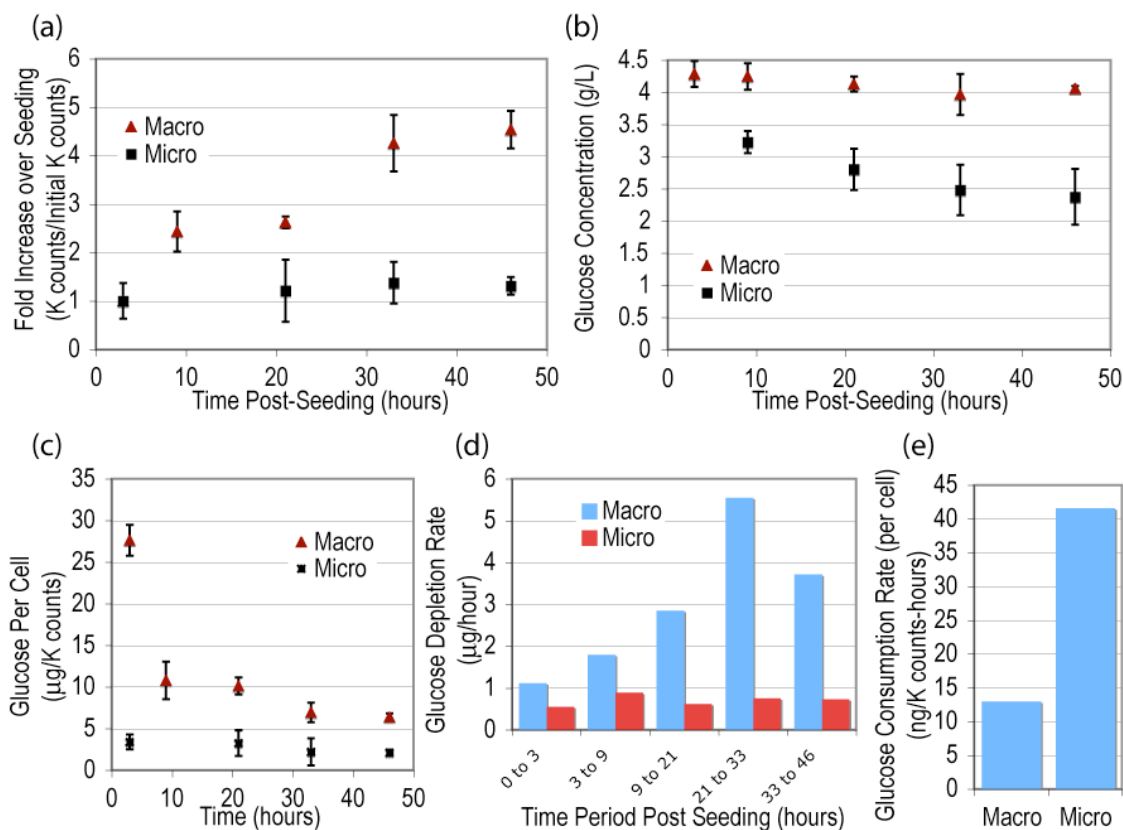 (a)
6
5
4
3
2
1
0
Fold Increase over Seeding
(K counts/Initial K counts)
Macro
Micro
0 10 20 30 40 50
Time Post-Seeding (hours)
(b)
4.5
4
3.5
3
2.5
2
1.5
1
0.5
0
Glucose Concentration (g/L)
Macro
Micro
0 10 20 30 40 50
Time Post-Seeding (hours)
(c)
35
30
25
20
15
10
5
0
Glucose Per Cell
(µg/K counts)
Macro
Micro
0 10 20 30 40 50
Time (hours)
(d)
6
5
4
3
2
1
0
Glucose Depletion Rate
(µg/hour)
Macro
Micro
0 to 3
3 to 9
9 to 21
21 to 33
33 to 46
Time Period Post Seeding (hours)
(e)
45
40
35
30
25
20
15
10
5
0
Glucose Consumption Rate (per cell)
(ng/K counts-hours)
Macro Micro